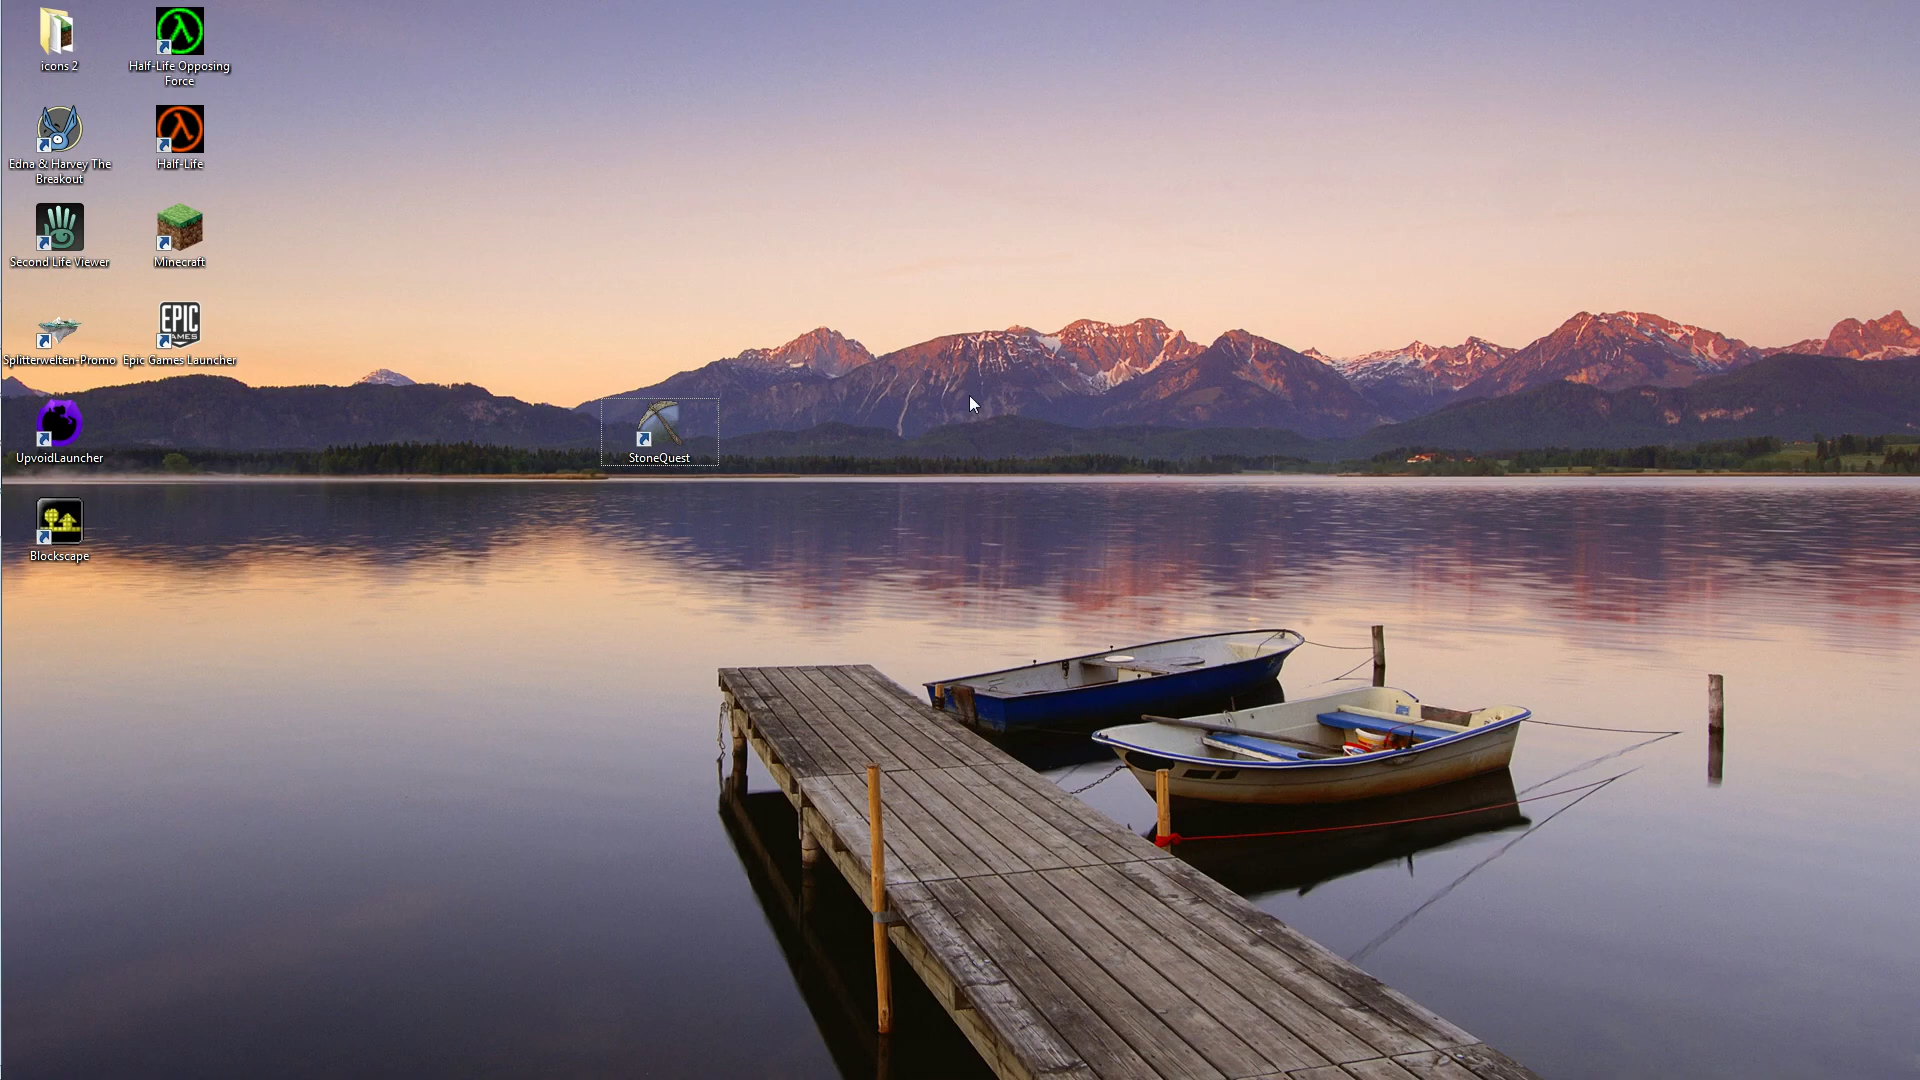 icons 2
Half-Life Opposing
Force
Edna & Harvey The
Breakout
Half-Life
Second Life Viewer
Minecraft
EPIC
GAMES
Splitterwelten-Promo
Epic Games Launcher
UpvoidLauncher
StoneQuest
Blockscape